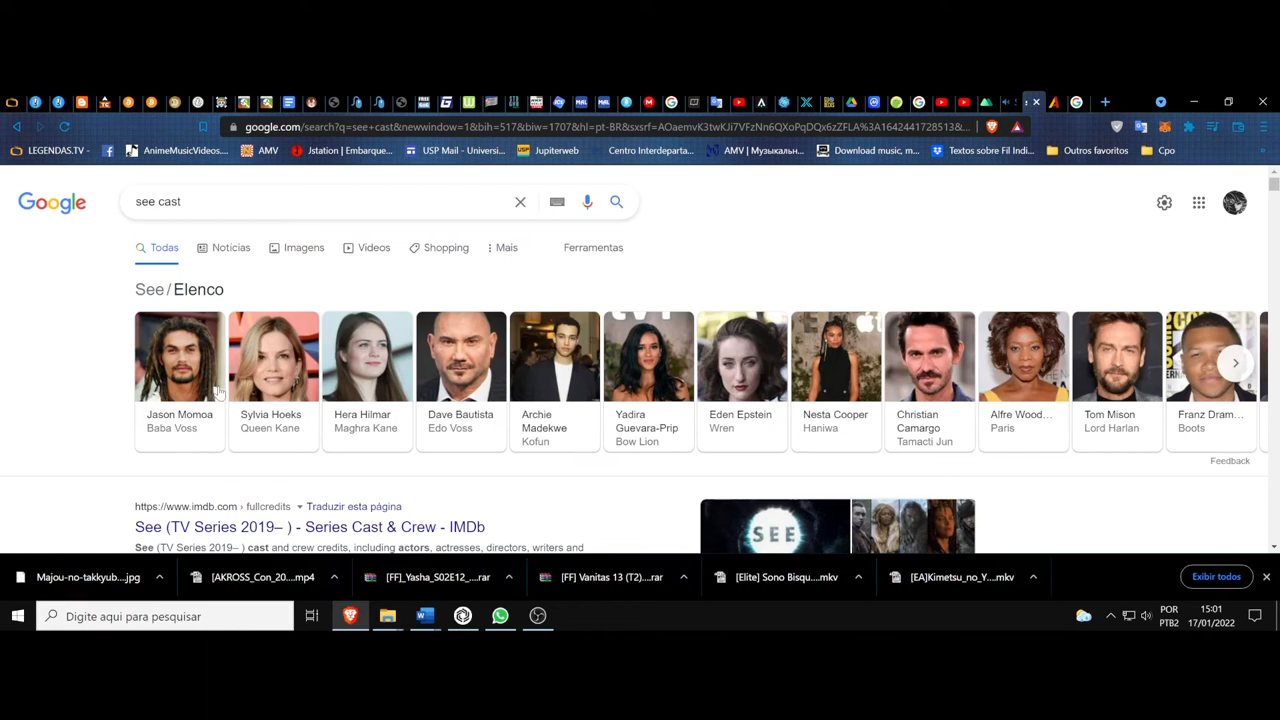 google.com/search?q=see+cast&newwindow=1&bih=517&biw=1707&hl=pt-BR&sxsrf=AOaemvK3twKJi7VFzNn6QXoPqDQx6zZFLA%3A1642441728513&...
LEGENDAS.TV
AnimeMusicVideos...
AMV
Jstation | Embarque...
USP Mail - Universi...
Jupiterweb
Centro Interdeparta...
AMV | Музыкальн...
Download music, m...
Textos sobre Fil Indi...
Outros favoritos
Cpo
Google
see cast
Todas
Notícias
Imagens
Vídeos
Shopping
Mais
Ferramentas
See / Elenco
Jason Momoa
Baba Voss
Sylvia Hoeks
Queen Kane
Hera Hilmar
Maghra Kane
Dave Bautista
Edo Voss
Archie
Madekwe
Kofun
Yadira
Guevara-Prip
Bow Lion
Eden Epstein
Wren
Nesta Cooper
Haniwa
Christian
Camargo
Tamacti Jun
Alfre Wood...
Paris
Tom Mison
Lord Harlan
Franz Dram...
Boots
Feedback
https://www.imdb.com › fullcredits
Traduzir esta página
See (TV Series 2019– ) - Series Cast & Crew - IMDb
See (TV Series 2019– ) cast and crew credits, including actors, actresses, directors, writers and
SEE
Majou-no-takkyub....jpg
[AKROSS_Con_20....mp4
[FF]_Yasha_S02E12_....rar
[FF] Vanitas 13 (T2)....rar
[Elite] Sono Bisqu....mkv
[EA]Kimetsu_no_Y....mkv
Exibir todos
Digite aqui para pesquisar
POR
PTB2
15:01
17/01/2022